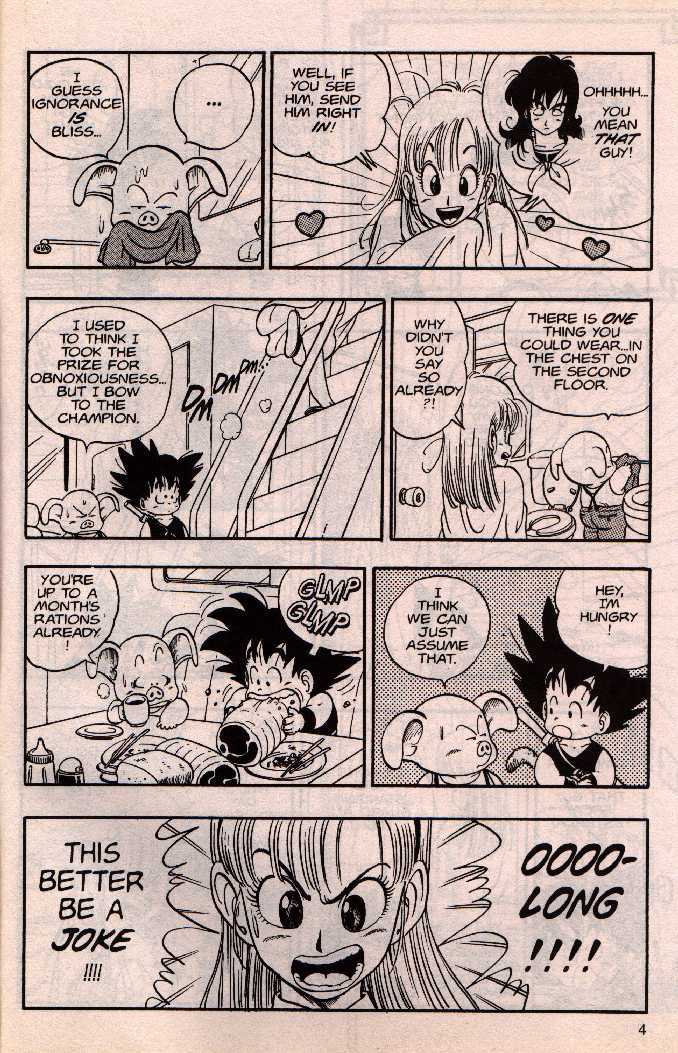 OHHHHH...
YOU
MEAN
THAT
GUY!
WELL, IF
YOU SEE
HIM, SEND
HIM RIGHT
IN!
...
I
GUESS
IGNORANCE
IS
BLISS...
THERE IS ONE
THING YOU
COULD WEAR...IN
THE CHEST ON
THE SECOND
FLOOR.
WHY
DIDN'T
YOU
SAY
SO
ALREADY
?!
DM
DM
DM
DM
I USED
TO THINK I
TOOK THE
PRIZE FOR
OBNOXIOUSNESS...
BUT I BOW
TO THE
CHAMPION.
HEY,
I'M
HUNGRY
!
I
THINK
WE CAN
JUST
ASSUME
THAT.
GLMP
GLMP
YOU'RE
UP TO A
MONTH'S
RATIONS
ALREADY
!
OOOO-
LONG
!!!!
THIS
BETTER
BE A
JOKE
!!!!
4